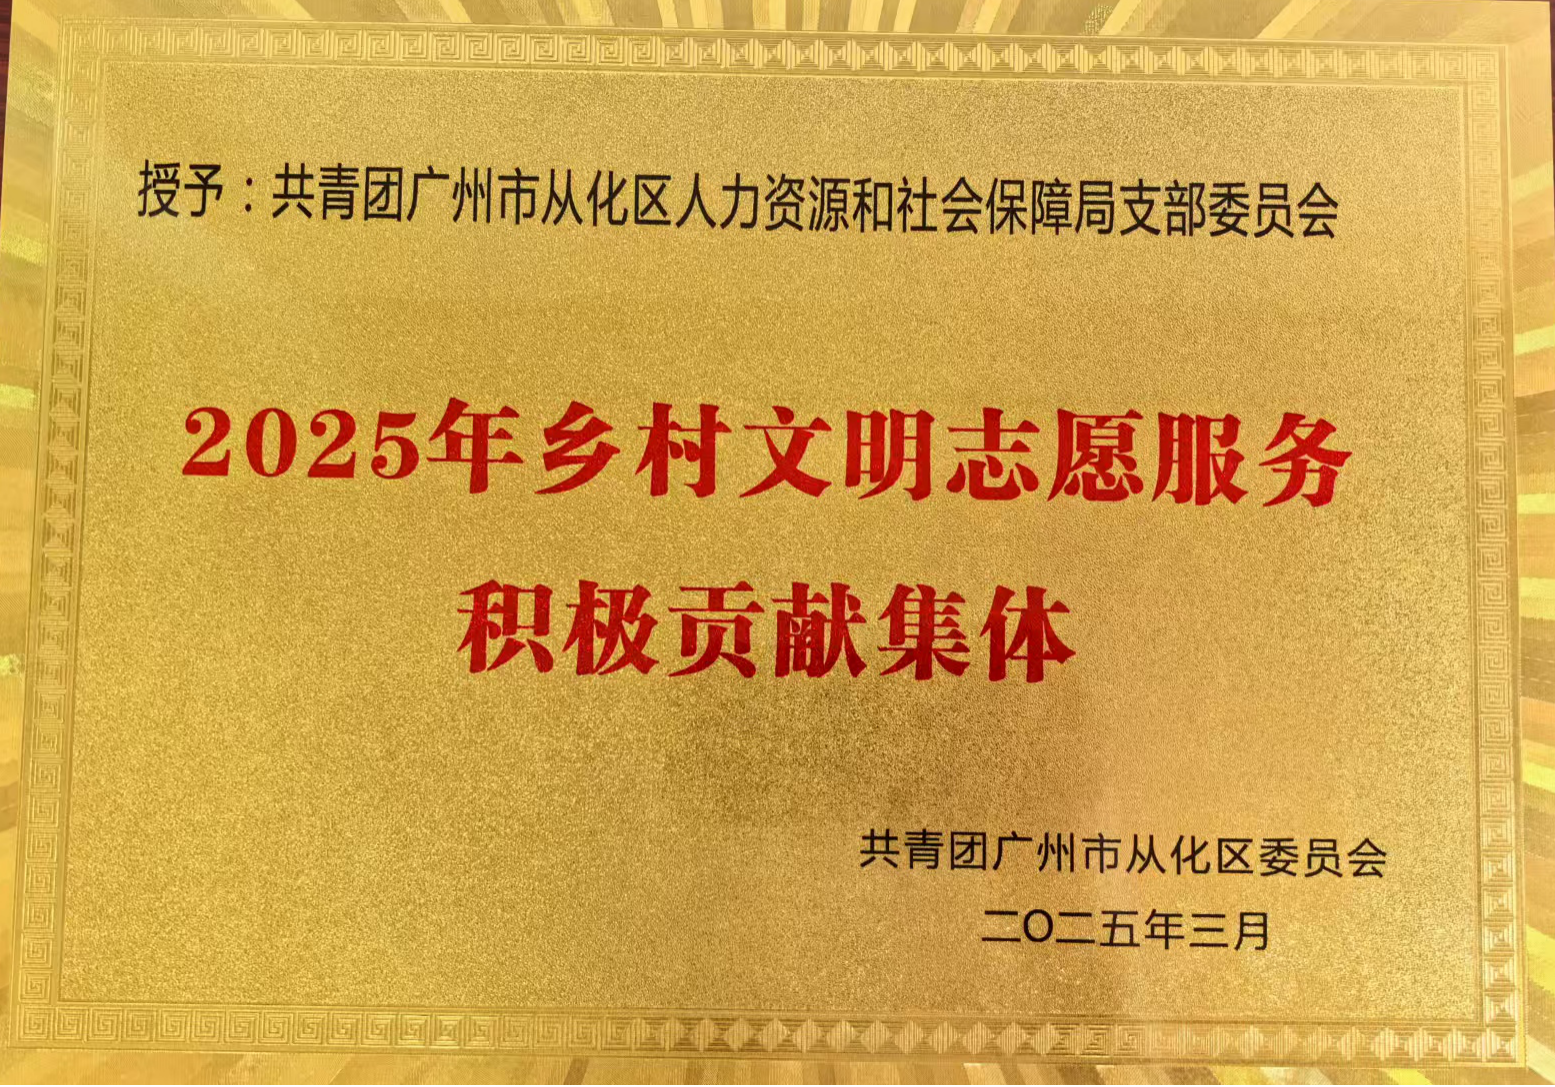 授予：共青团广州市从化区人力资源和社会保障局支部委员会
2025年乡村文明志愿服务
积极贡献集体
共青团广州市从化区委员会
二〇二五年三月